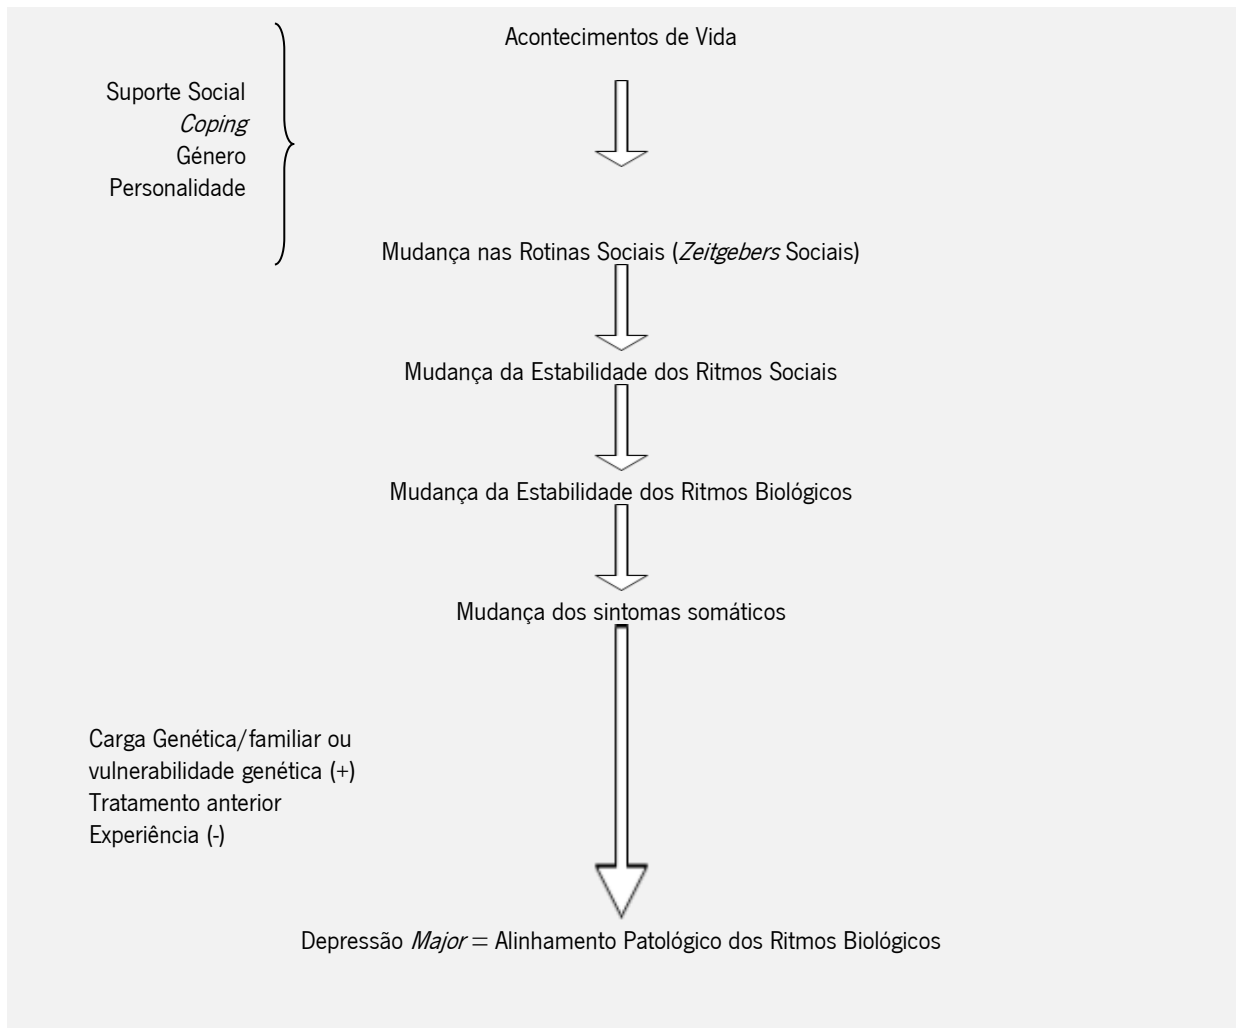 Acontecimentos de Vida
Suporte Social
Coping
Género
Personalidade
Mudança nas Rotinas Sociais (Zeitgebers Sociais)
Mudança da Estabilidade dos Ritmos Sociais
Mudança da Estabilidade dos Ritmos Biológicos
Mudança dos sintomas somáticos
Carga Genética/familiar ou
vulnerabilidade genética (+)
Tratamento anterior
Experiência (-)
Depressão Major = Alinhamento Patológico dos Ritmos Biológicos